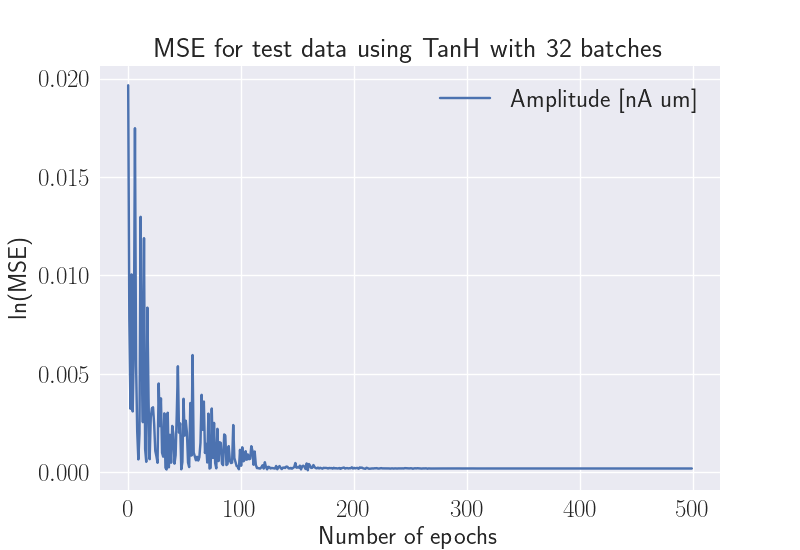 MSE for test data using TanH with 32 batches
Amplitude [nA um]
ln(MSE)
0.020
0.015
0.010
0.005
0.000
0 100 200 300 400 500
Number of epochs